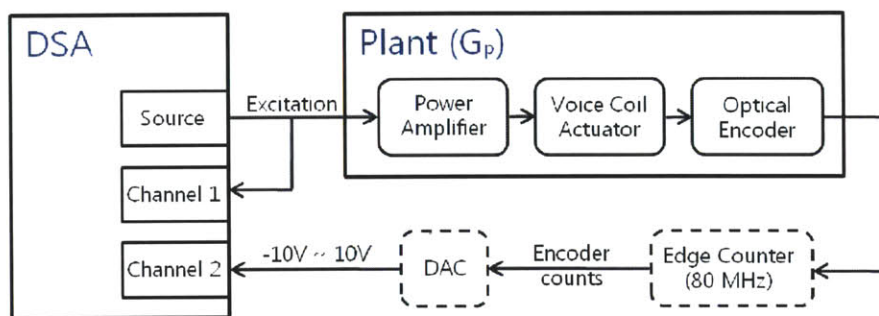 DSA
Plant (Gp)
Source
Excitation
Power
Amplifier
Voice Coil
Actuator
Optical
Encoder
Channel 1
Channel 2
-10V ~ 10V
DAC
Encoder
counts
Edge Counter
(80 MHz)